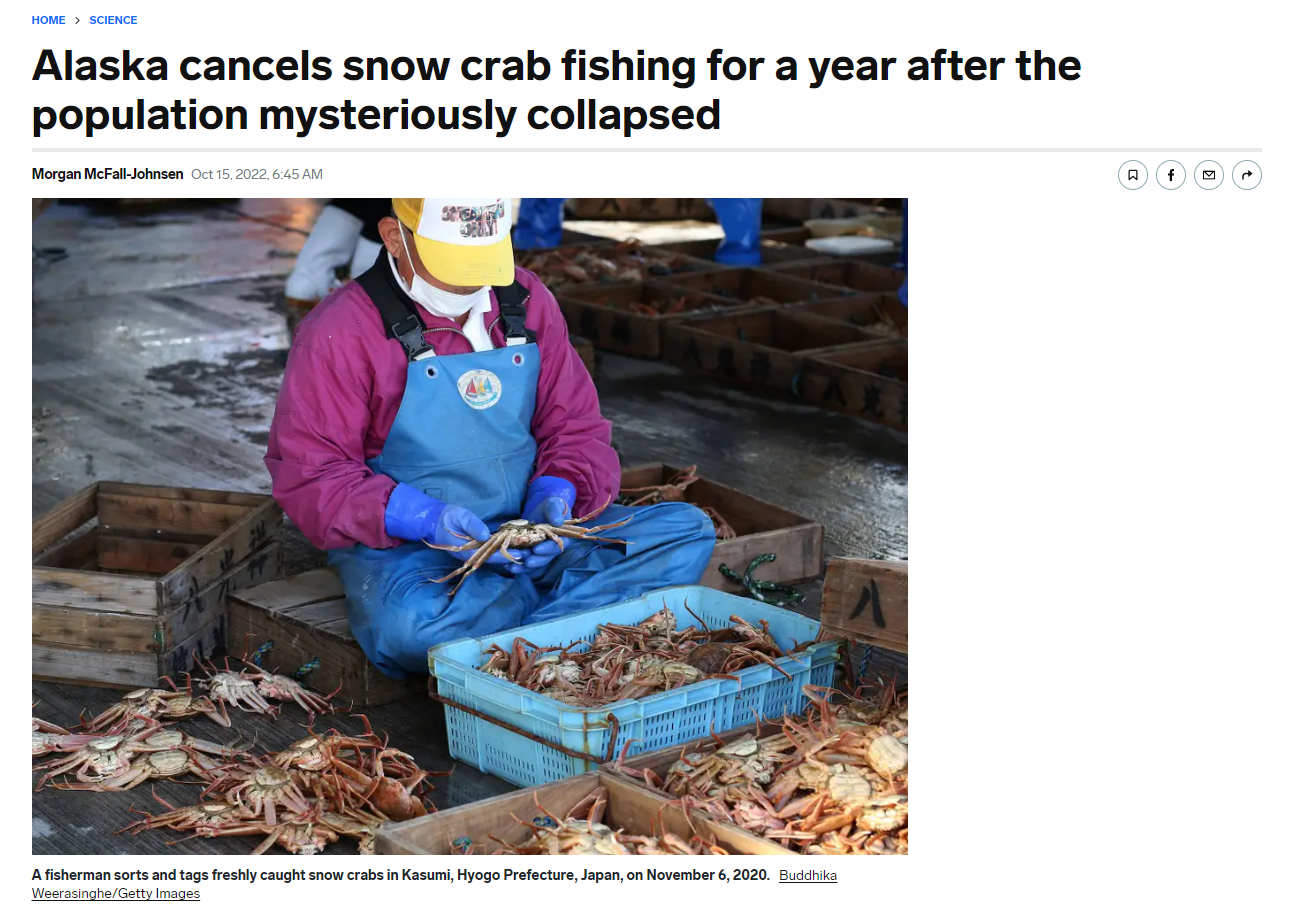 HOME > SCIENCE
Alaska cancels snow crab fishing for a year after the
population mysteriously collapsed
Morgan McFall-Johnsen Oct 15, 2022, 6:45 AM
八
A fisherman sorts and tags freshly caught snow crabs in Kasumi, Hyogo Prefecture, Japan, on November 6, 2020. Buddhika
Weerasinghe/Getty Images